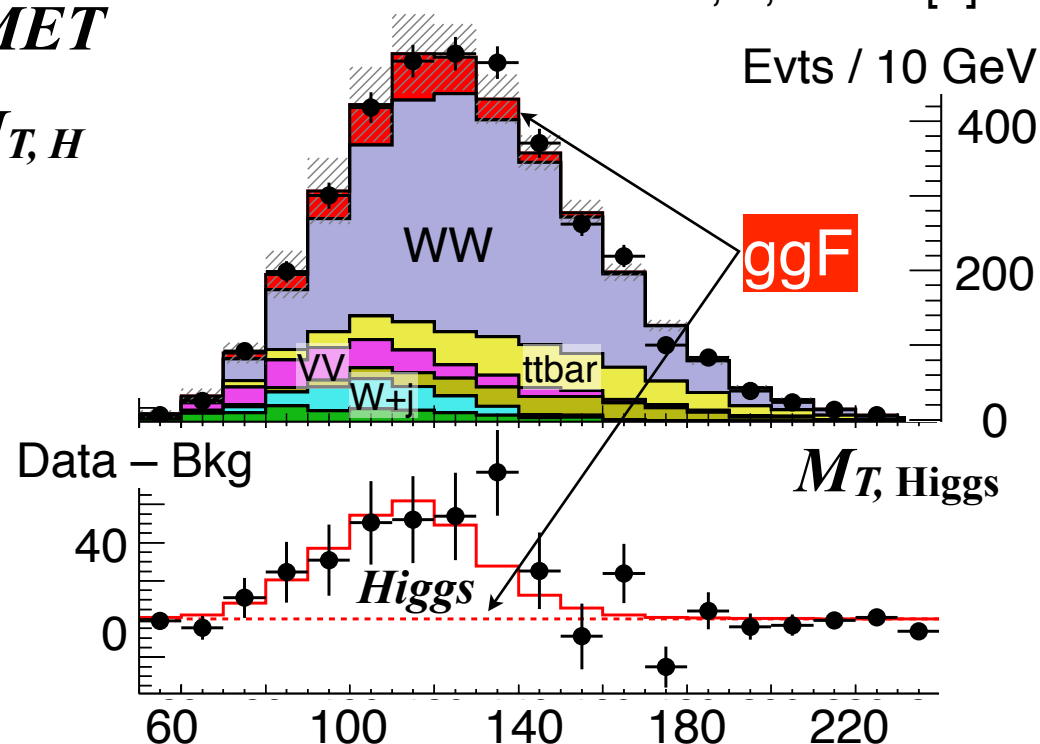 MET
T, H
Evts / 10 GeV
400
WW
ggF
200
VV
ttbar
W+j
0
Data – Bkg
M T, Higgs
40
Higgs
0
60 100 140 180 220